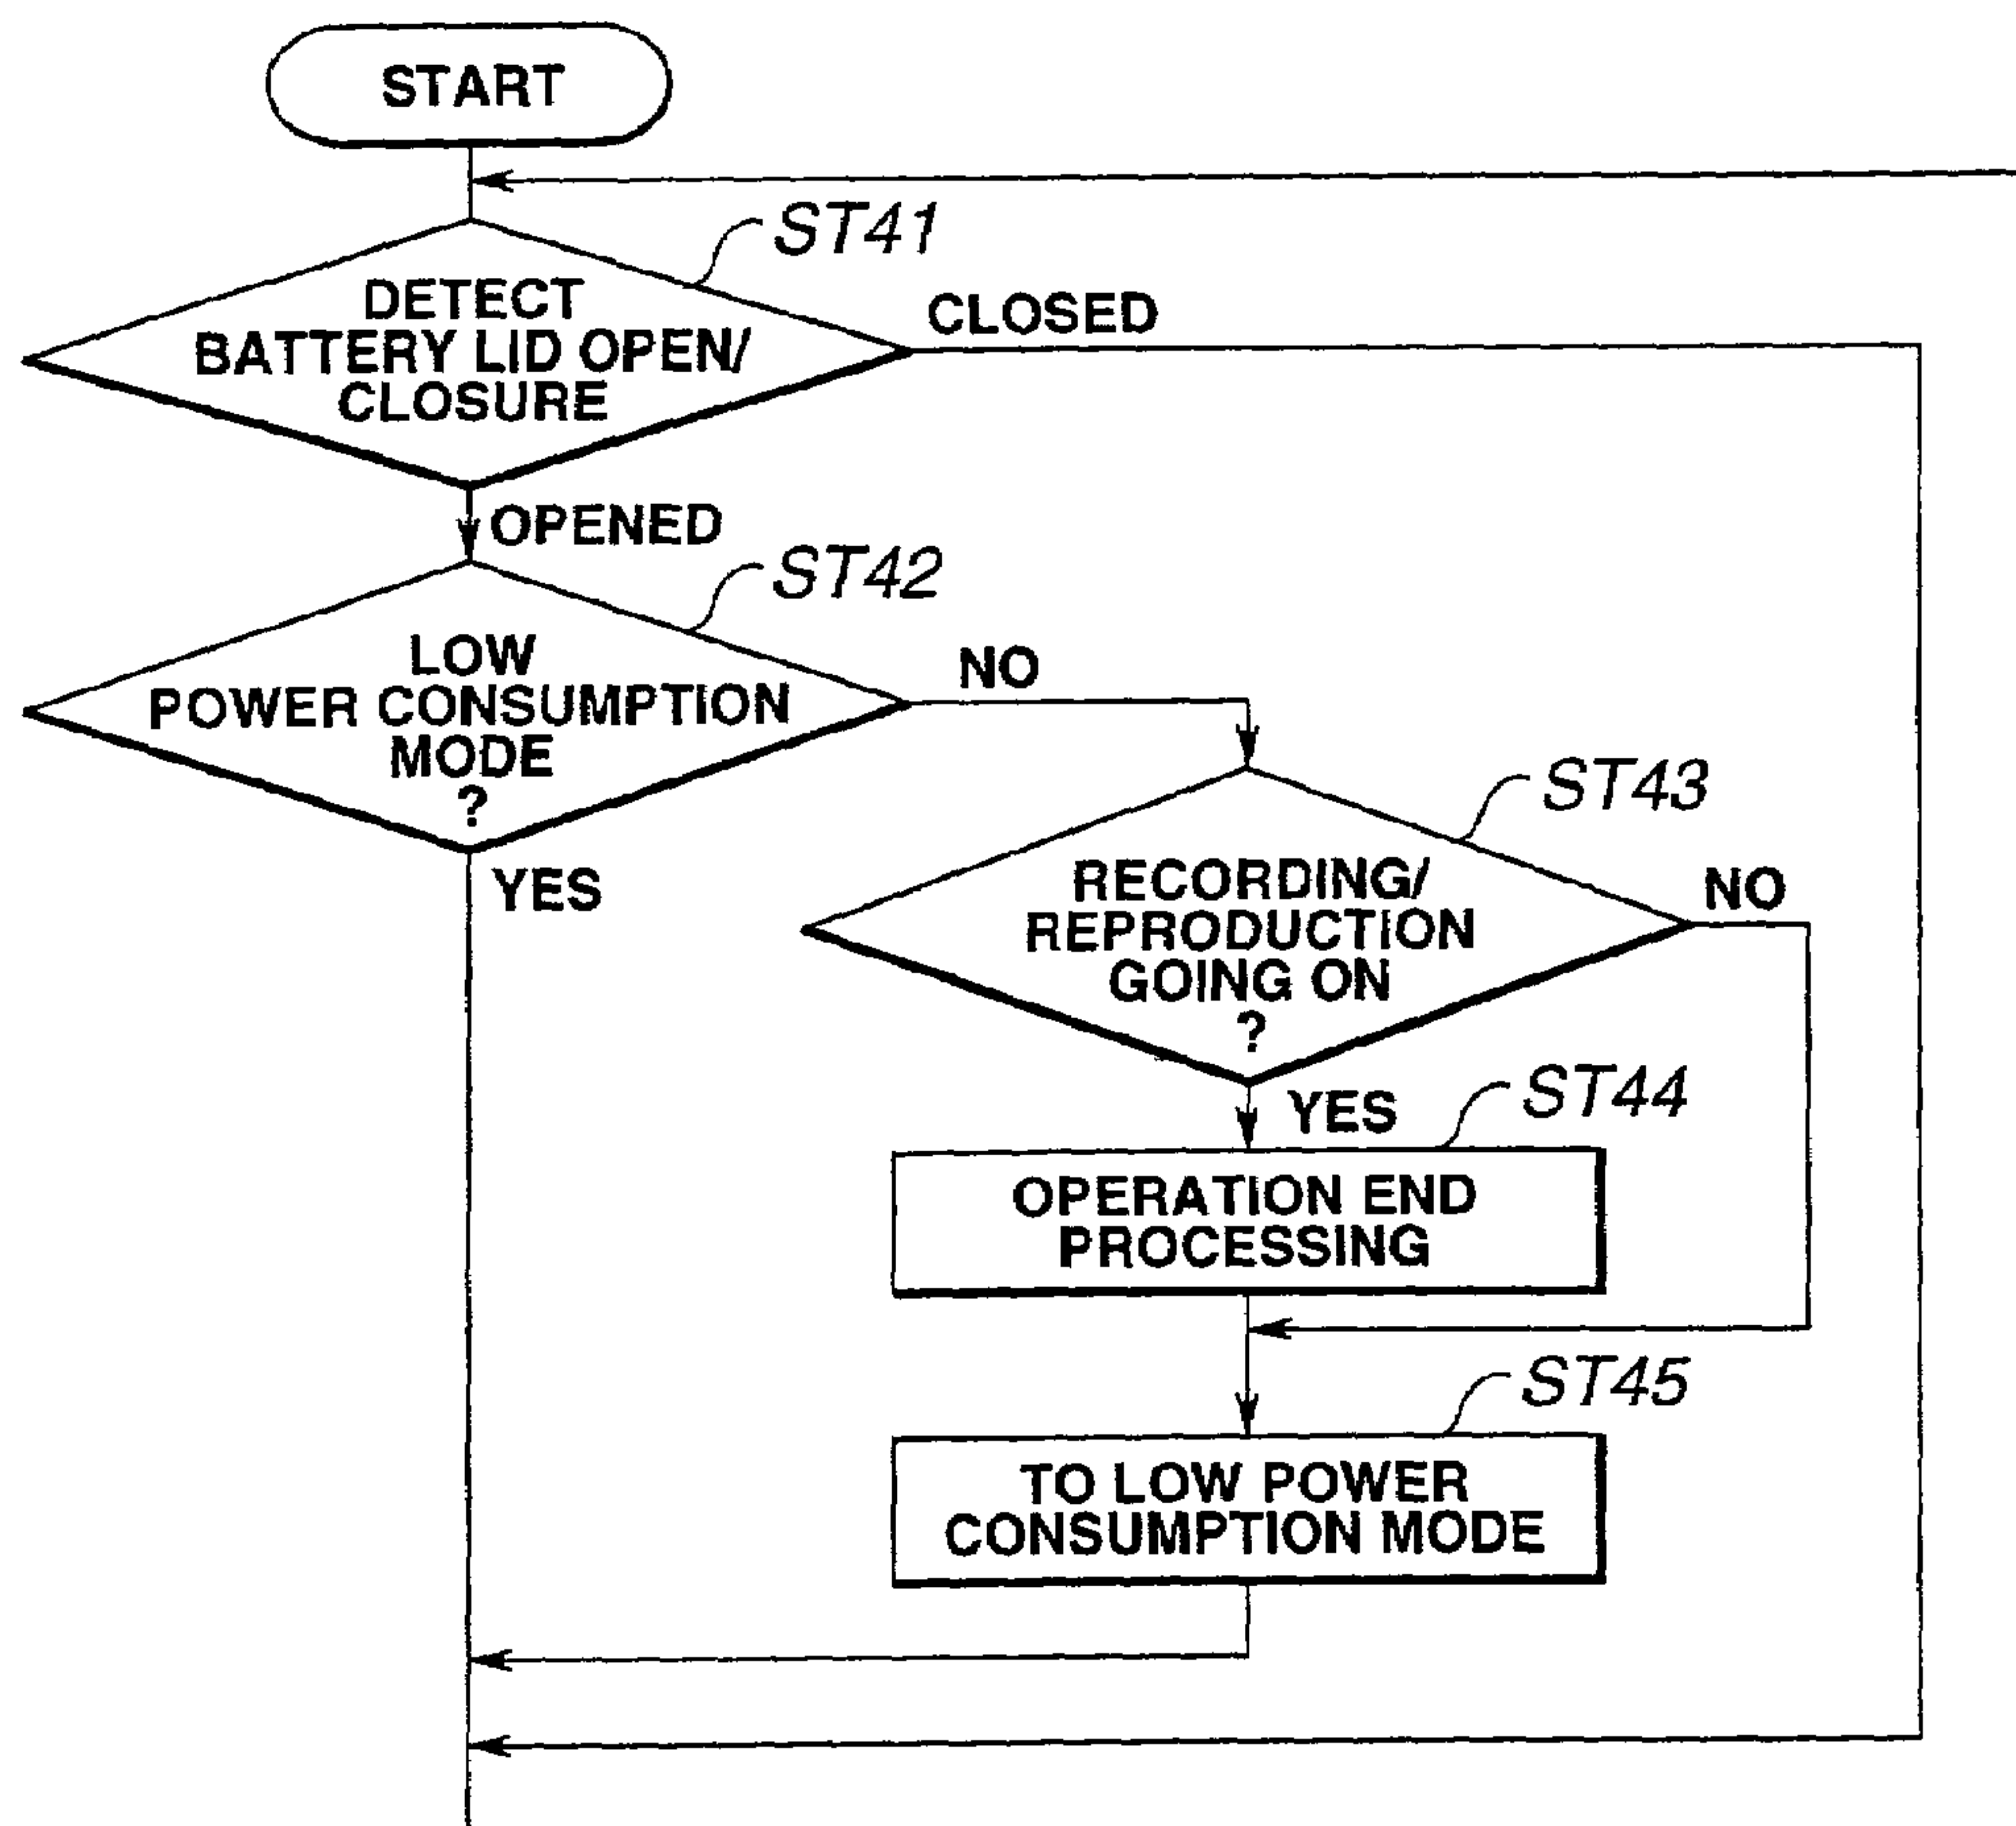 START
ST41
DETECT
BATTERY LID OPEN/
CLOSURE
CLOSED
OPENED
ST42
LOW
POWER CONSUMPTION
MODE
?
NO
YES
ST43
RECORDING/
REPRODUCTION
GOING ON
?
NO
YES
ST44
OPERATION END
PROCESSING
ST45
TO LOW POWER
CONSUMPTION MODE